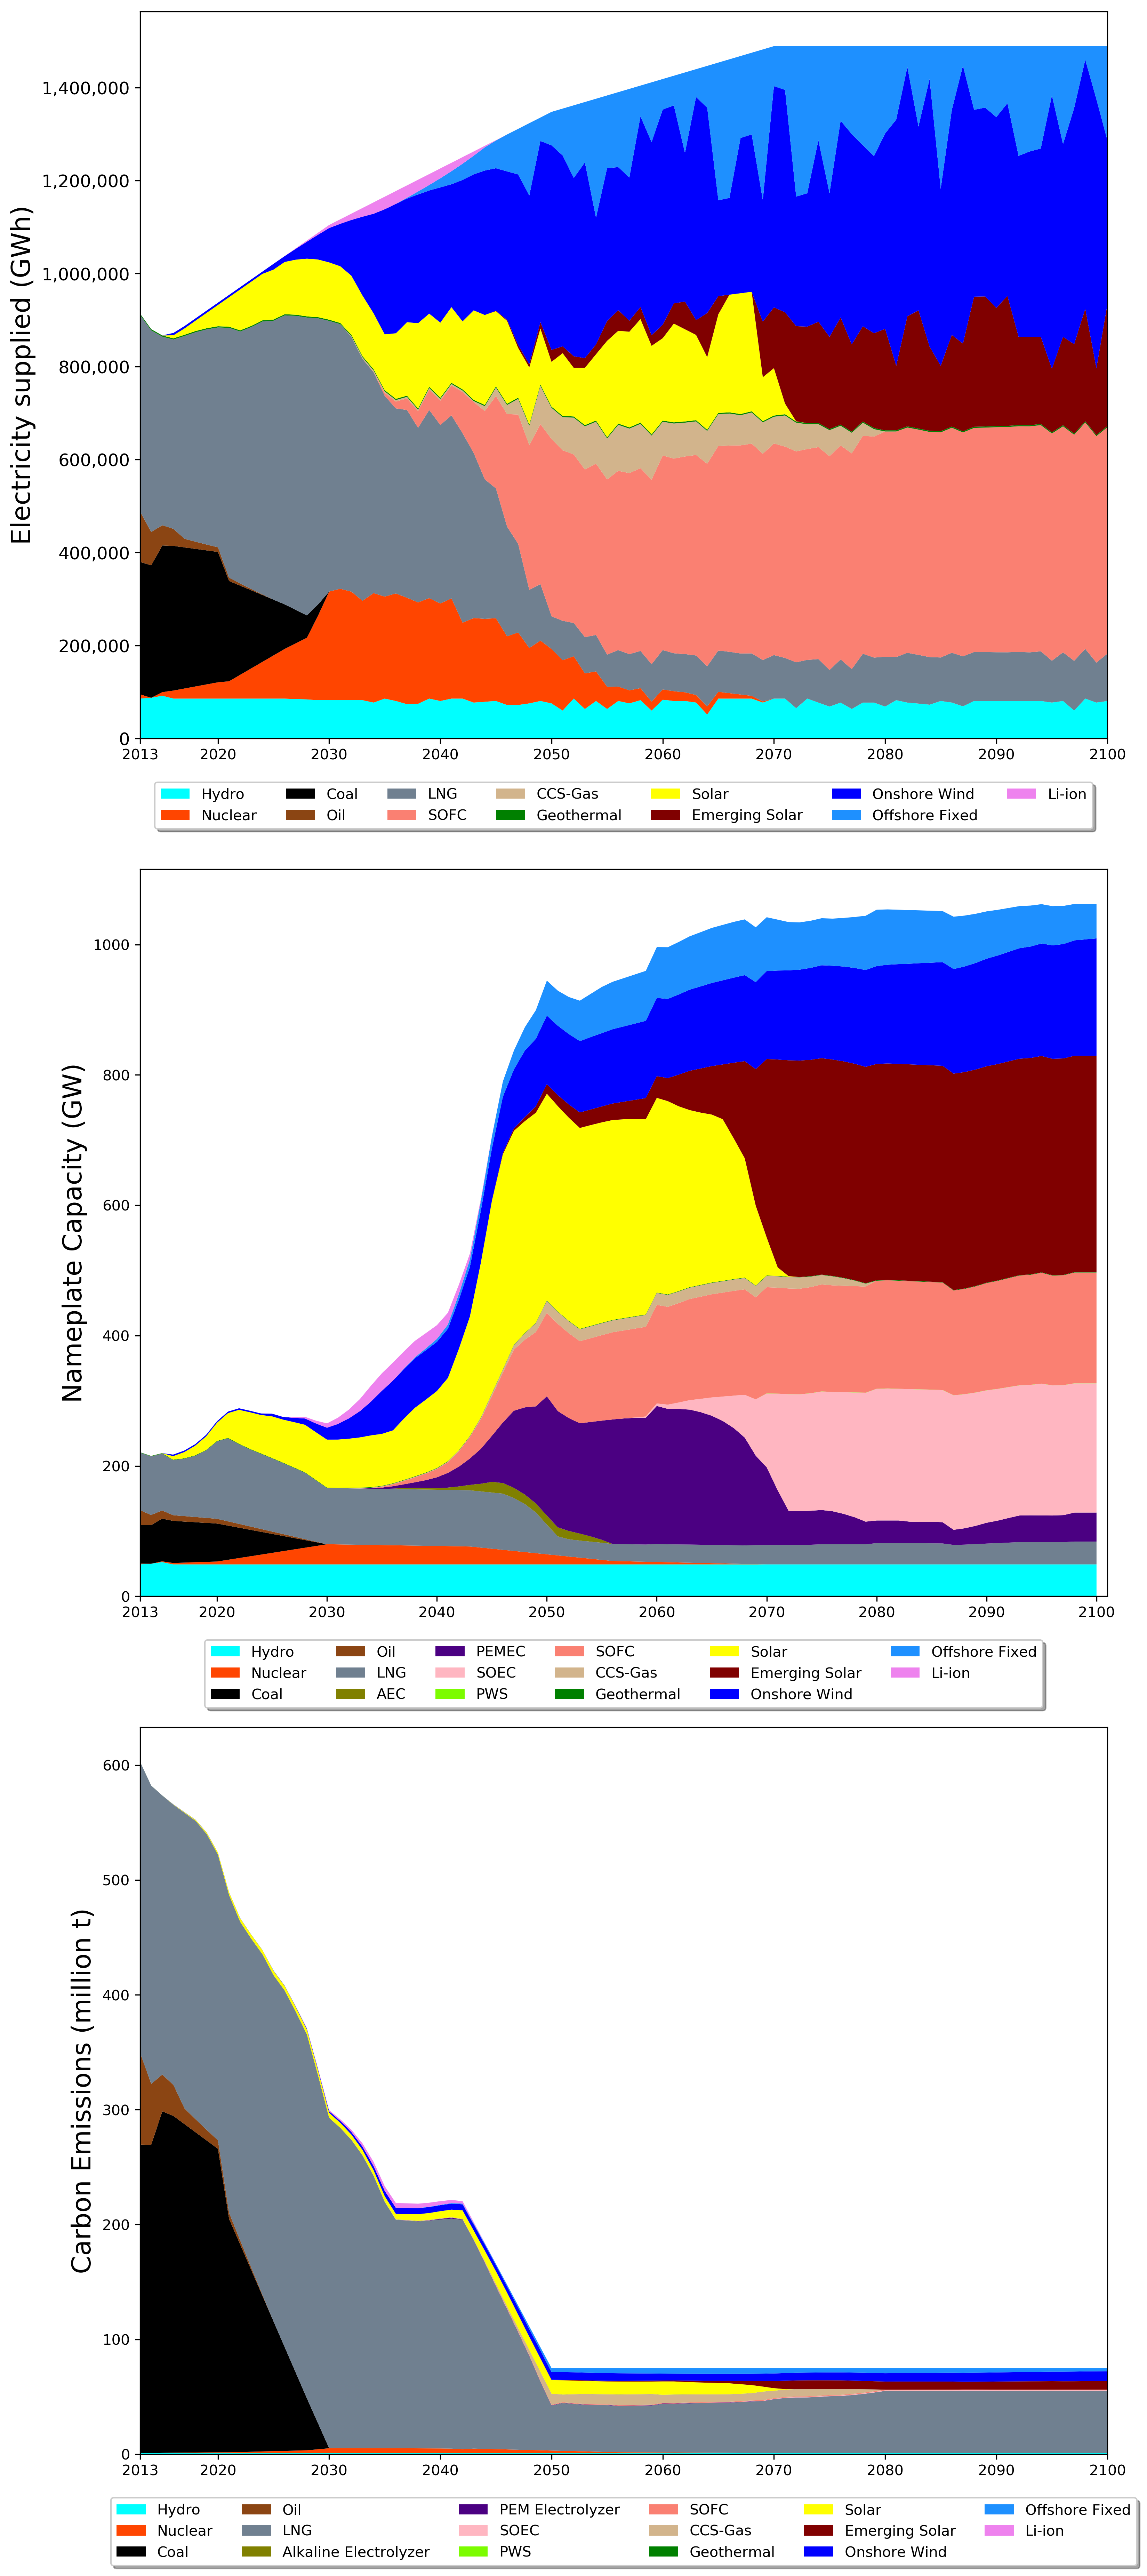 Electricity supplied (GWh)
1,400,000
1,200,000
1,000,000
800,000
600,000
400,000
200,000
0
2013 2020 2030 2040 2050 2060 2070 2080 2090 2100
Hydro Coal LNG CCS-Gas Solar Onshore Wind Li-ion
Nuclear Oil SOFC Geothermal Emerging Solar Offshore Fixed
Nameplate Capacity (GW)
1000
800
600
400
200
0
2013 2020 2030 2040 2050 2060 2070 2080 2090 2100
Hydro Oil PEMEC SOFC Solar Offshore Fixed
Nuclear LNG SOEC CCS-Gas Emerging Solar Li-ion
Coal AEC PWS Geothermal Onshore Wind
Carbon Emissions (million t)
600
500
400
300
200
100
0
2013 2020 2030 2040 2050 2060 2070 2080 2090 2100
Hydro Oil PEM Electrolyzer SOFC Solar Offshore Fixed
Nuclear LNG SOEC CCS-Gas Emerging Solar Li-ion
Coal Alkaline Electrolyzer PWS Geothermal Onshore Wind